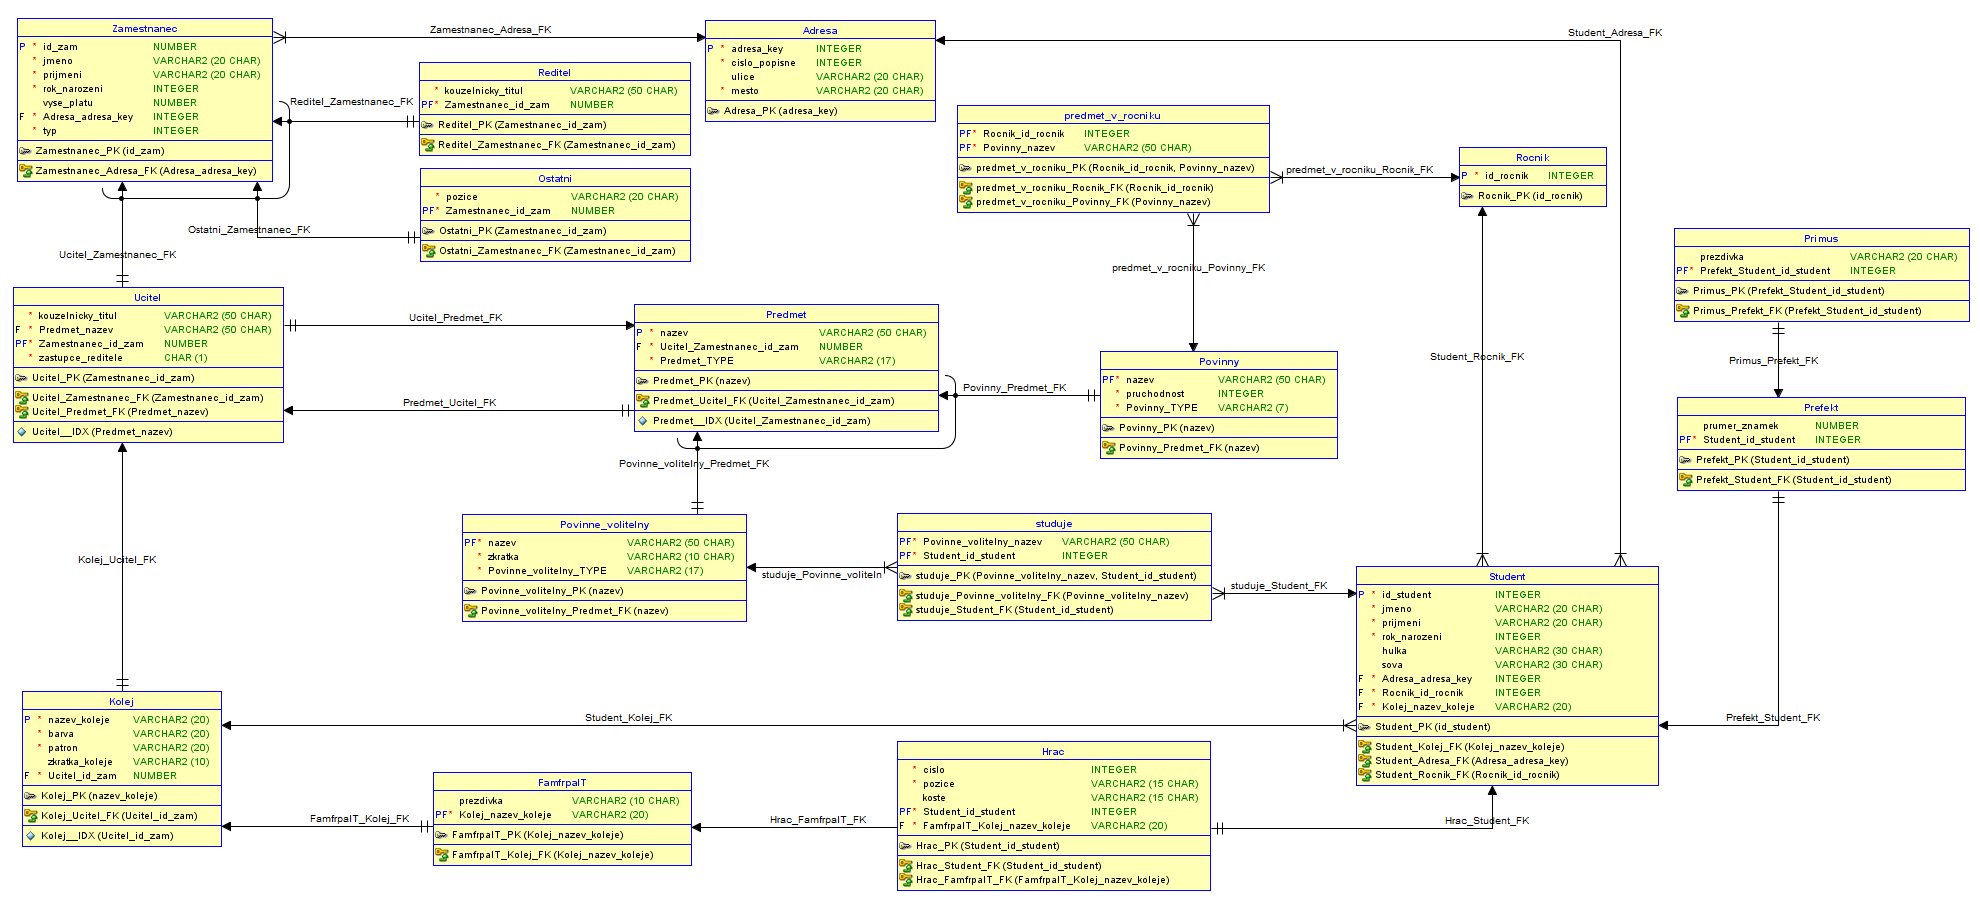 Zamestnanec
P * id_zam NUMBER
* jmeno VARCHAR2 (20 CHAR)
* prijmeni VARCHAR2 (20 CHAR)
* rok_narozeni INTEGER
vyse_platu NUMBER
F * Adresa_adresa_key INTEGER
* typ INTEGER
Zamestnanec_PK (id_zam)
Zamestnanec_Adresa_FK (Adresa_adresa_key)
Zamestnanec_Adresa_FK
Adresa
P * adresa_key INTEGER
* cislo_popisne INTEGER
ulice VARCHAR2 (20 CHAR)
* mesto VARCHAR2 (20 CHAR)
Adresa_PK (adresa_key)
Student_Adresa_FK
Reditel
* kouzelnicky_titul VARCHAR2 (50 CHAR)
PF* Zamestnanec_id_zam NUMBER
Reditel_PK (Zamestnanec_id_zam)
Reditel_Zamestnanec_FK (Zamestnanec_id_zam)
Reditel_Zamestnanec_FK
Ostatni
* pozice VARCHAR2 (20 CHAR)
PF* Zamestnanec_id_zam NUMBER
Ostatni_PK (Zamestnanec_id_zam)
Ostatni_Zamestnanec_FK (Zamestnanec_id_zam)
Ostatni_Zamestnanec_FK
Ucitel_Zamestnanec_FK
predmet_v_rocniku
PF* Rocnik_id_rocnik INTEGER
PF* Povinny_nazev VARCHAR2 (50 CHAR)
predmet_v_rocniku_PK (Rocnik_id_rocnik, Povinny_nazev)
predmet_v_rocniku_Rocnik_FK (Rocnik_id_rocnik)
predmet_v_rocniku_Povinny_FK (Povinny_nazev)
predmet_v_rocniku_Rocnik_FK
Rocnik
P * id_rocnik INTEGER
Rocnik_PK (id_rocnik)
predmet_v_rocniku_Povinny_FK
Primus
prezdivka VARCHAR2 (20 CHAR)
PF* Prefekt_Student_id_student INTEGER
Primus_PK (Prefekt_Student_id_student)
Primus_Prefekt_FK (Prefekt_Student_id_student)
Primus_Prefekt_FK
Ucitel
* kouzelnicky_titul VARCHAR2 (50 CHAR)
F * Predmet_nazev VARCHAR2 (50 CHAR)
PF* Zamestnanec_id_zam NUMBER
* zastupce_reditele CHAR (1)
Ucitel_PK (Zamestnanec_id_zam)
Ucitel_Zamestnanec_FK (Zamestnanec_id_zam)
Ucitel_Predmet_FK (Predmet_nazev)
Ucitel__IDX (Predmet_nazev)
Ucitel_Predmet_FK
Predmet_Ucitel_FK
Predmet
P * nazev VARCHAR2 (50 CHAR)
F * Ucitel_Zamestnanec_id_zam NUMBER
* Predmet_TYPE VARCHAR2 (17)
Predmet_PK (nazev)
Predmet_Ucitel_FK (Ucitel_Zamestnanec_id_zam)
Predmet__IDX (Ucitel_Zamestnanec_id_zam)
Povinny_Predmet_FK
Povinny
PF* nazev VARCHAR2 (50 CHAR)
* pruchodnost INTEGER
* Povinny_TYPE VARCHAR2 (7)
Povinny_PK (nazev)
Povinny_Predmet_FK (nazev)
Student_Rocnik_FK
Prefekt
prumer_znamek NUMBER
PF* Student_id_student INTEGER
Prefekt_PK (Student_id_student)
Prefekt_Student_FK (Student_id_student)
Povinne_volitelny_Predmet_FK
Povinne_volitelny
PF* nazev VARCHAR2 (50 CHAR)
* zkratka VARCHAR2 (10 CHAR)
* Povinne_volitelny_TYPE VARCHAR2 (17)
Povinne_volitelny_PK (nazev)
Povinne_volitelny_Predmet_FK (nazev)
studuje_Povinne_voliteln
studuje
PF* Povinne_volitelny_nazev VARCHAR2 (50 CHAR)
PF* Student_id_student INTEGER
studuje_PK (Povinne_volitelny_nazev, Student_id_student)
studuje_Povinne_volitelny_FK (Povinne_volitelny_nazev)
studuje_Student_FK (Student_id_student)
studuje_Student_FK
Student
P * id_student INTEGER
* jmeno VARCHAR2 (20 CHAR)
* prijmeni VARCHAR2 (20 CHAR)
* rok_narozeni INTEGER
hulka VARCHAR2 (30 CHAR)
sova VARCHAR2 (30 CHAR)
F * Adresa_adresa_key INTEGER
F * Rocnik_id_rocnik INTEGER
F * Kolej_nazev_koleje VARCHAR2 (20)
Student_PK (id_student)
Student_Kolej_FK (Kolej_nazev_koleje)
Student_Adresa_FK (Adresa_adresa_key)
Student_Rocnik_FK (Rocnik_id_rocnik)
Prefekt_Student_FK
Kolej_Ucitel_FK
Kolej
P * nazev_koleje VARCHAR2 (20)
* barva VARCHAR2 (20)
* patron VARCHAR2 (20)
zkratka_koleje VARCHAR2 (10)
F * Ucitel_id_zam NUMBER
Kolej_PK (nazev_koleje)
Kolej_Ucitel_FK (Ucitel_id_zam)
Kolej__IDX (Ucitel_id_zam)
Student_Kolej_FK
FamfrpalT_Kolej_FK
FamfrpalT
prezdivka VARCHAR2 (10 CHAR)
PF* Kolej_nazev_koleje VARCHAR2 (20)
FamfrpalT_PK (Kolej_nazev_koleje)
FamfrpalT_Kolej_FK (Kolej_nazev_koleje)
Hrac_FamfrpalT_FK
Hrac
* cislo INTEGER
* pozice VARCHAR2 (15 CHAR)
koste VARCHAR2 (15 CHAR)
PF* Student_id_student INTEGER
F * FamfrpalT_Kolej_nazev_koleje VARCHAR2 (20)
Hrac_PK (Student_id_student)
Hrac_Student_FK (Student_id_student)
Hrac_FamfrpalT_FK (FamfrpalT_Kolej_nazev_koleje)
Hrac_Student_FK